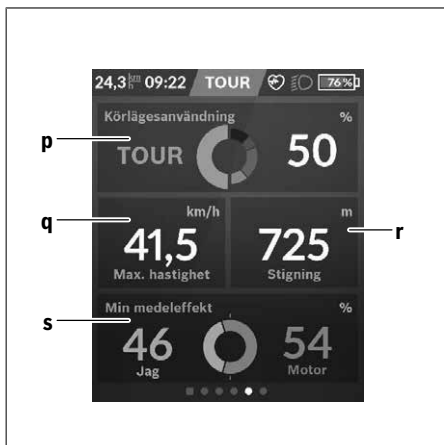 24,3 km/h 09:22 TOUR 76%
Körlägesanvändning %
p TOUR 50
q km/h m r
41,5 725
Max. hastighet Stigning
s Min medeleffekt %
46 54
Jag Motor